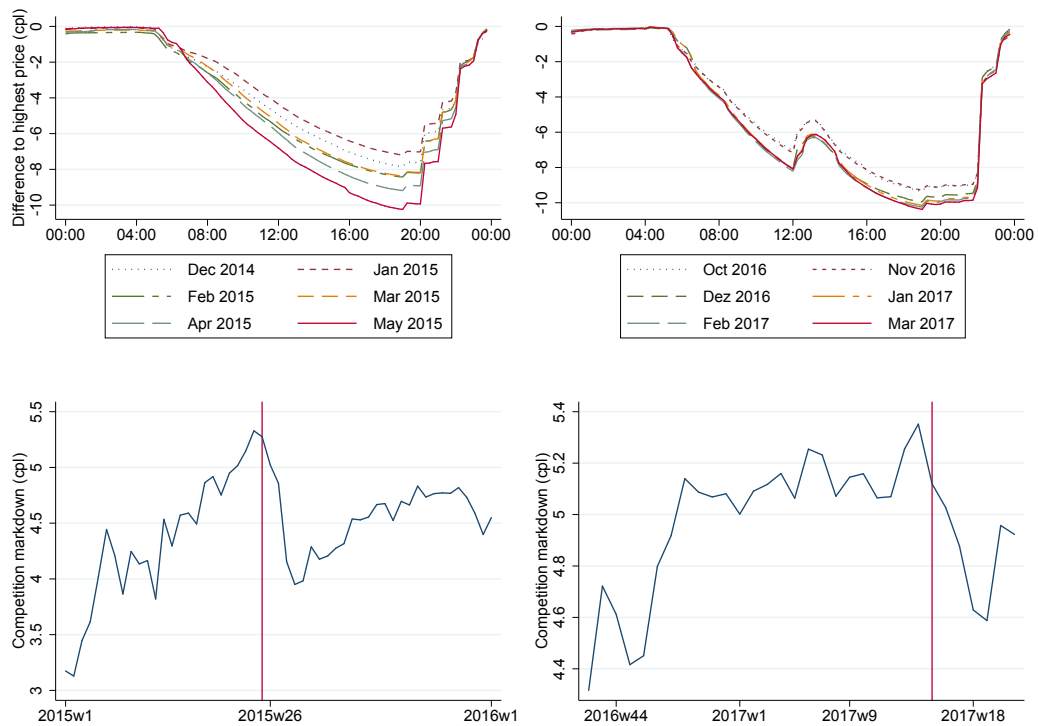 Difference to highest price (cpl)
0
-2
-4
-6
-8
-10
00:00 04:00 08:00 12:00 16:00 20:00 00:00
Dec 2014 Jan 2015
Feb 2015 Mar 2015
Apr 2015 May 2015
0
-2
-4
-6
-8
-10
00:00 04:00 08:00 12:00 16:00 20:00 00:00
Oct 2016 Nov 2016
Dez 2016 Jan 2017
Feb 2017 Mar 2017
Competition markdown (cpl)
5.5
5
4.5
4
3.5
3
2015w1 2015w26 2016w1
Competition markdown (cpl)
5.4
5.2
5
4.8
4.6
4.4
2016w44 2017w1 2017w9 2017w18